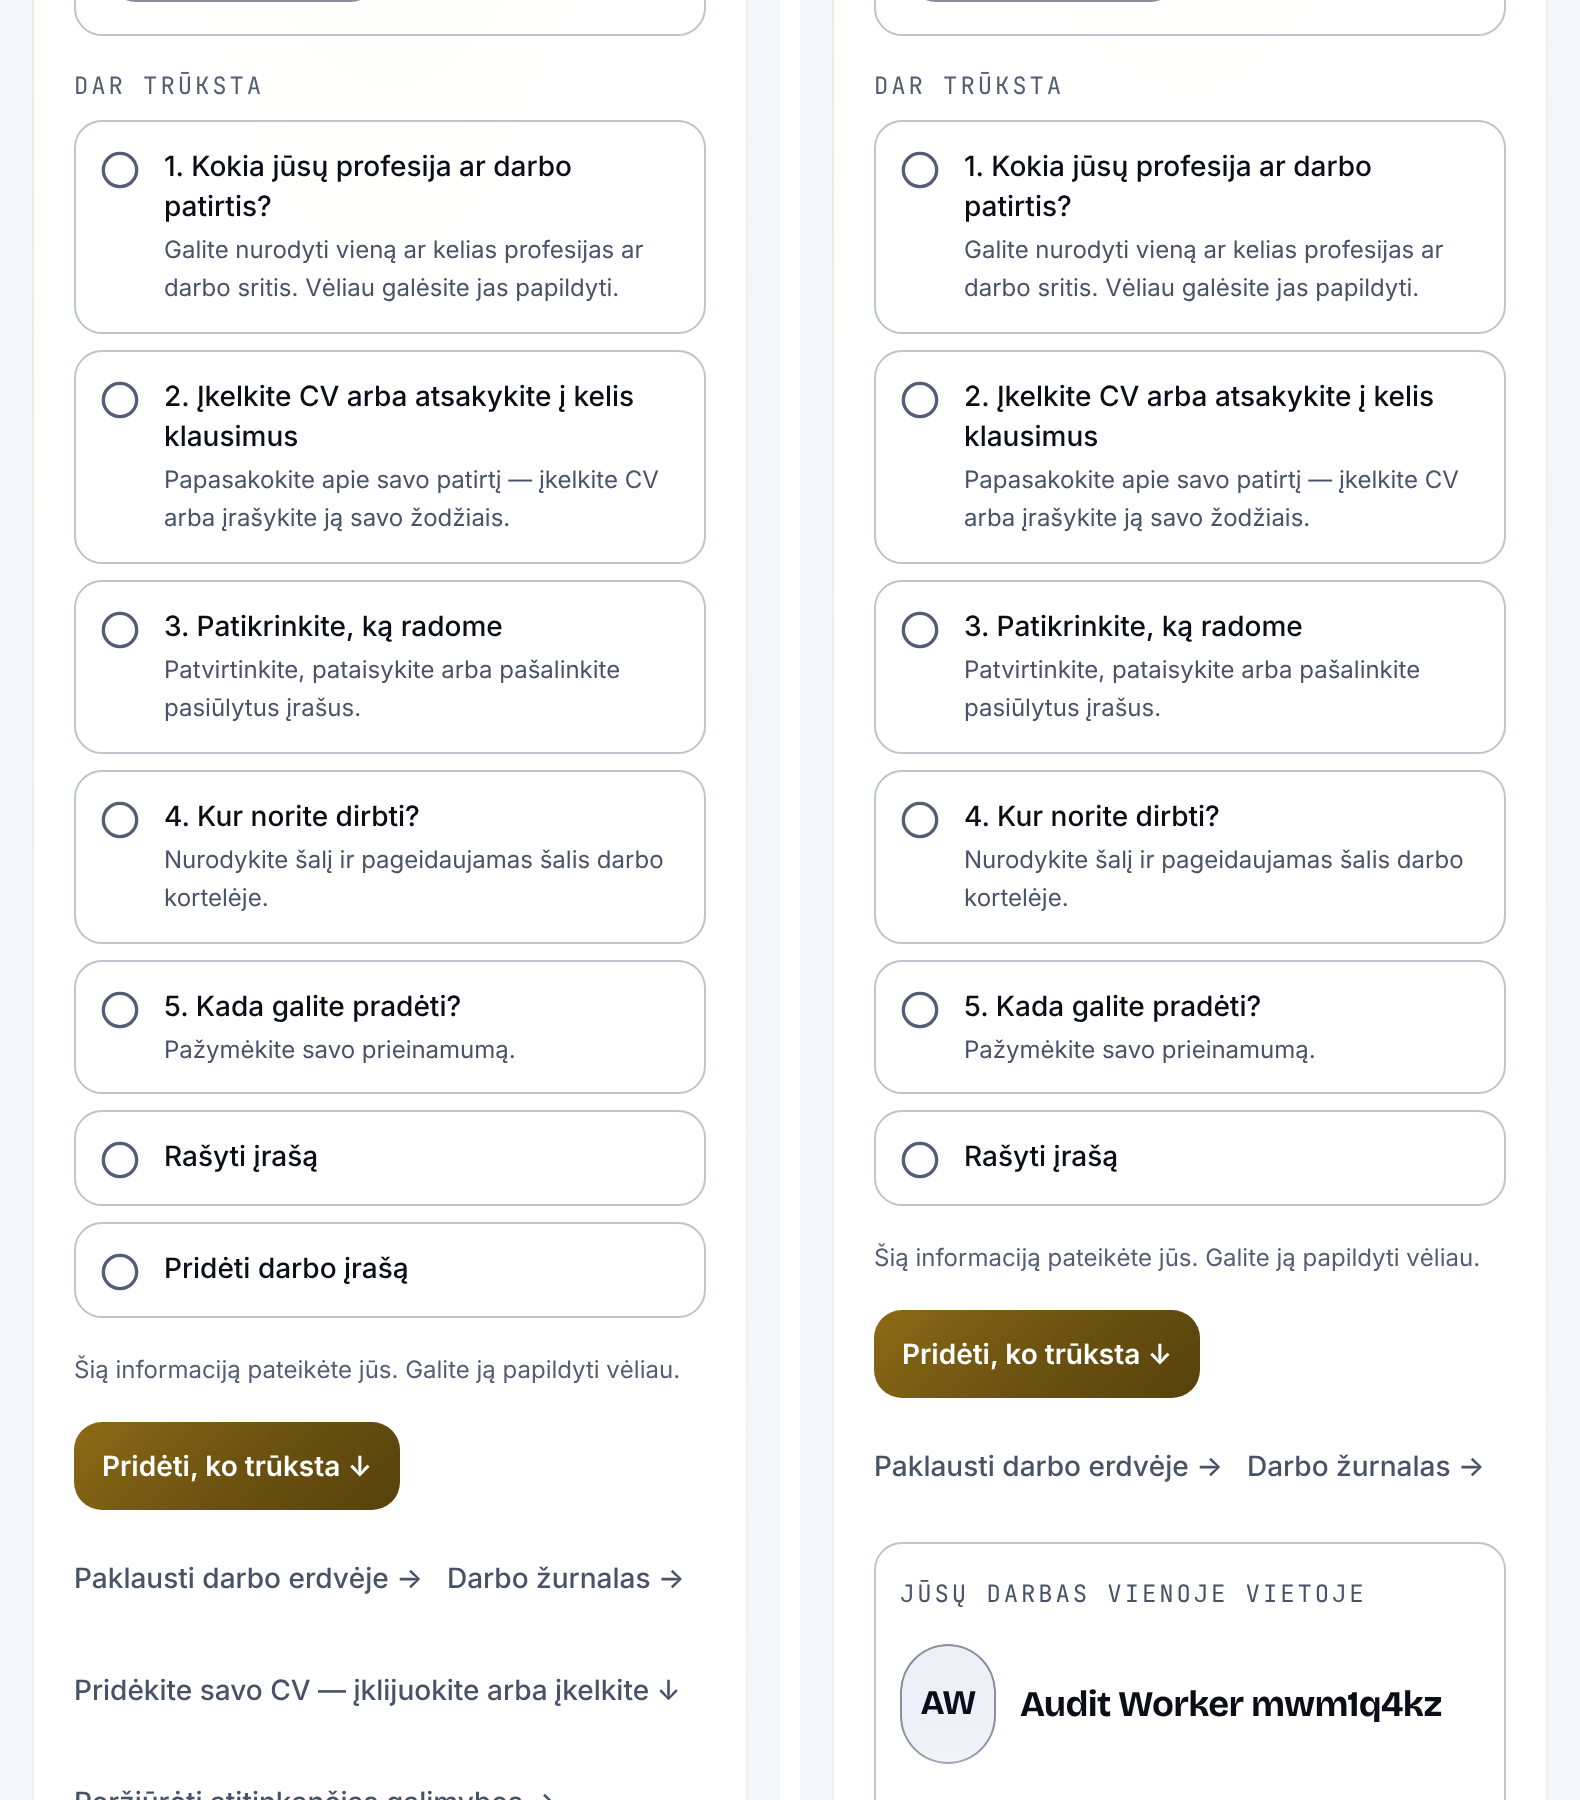 DAR TRŪKSTA
1. Kokia jūsų profesija ar darbo
patirtis?
Galite nurodyti vieną ar kelias profesijas ar
darbo sritis. Vėliau galėsite jas papildyti.
2. Įkelkite CV arba atsakykite į kelis
klausimus
Papasakokite apie savo patirtį — įkelkite CV
arba įrašykite ją savo žodžiais.
3. Patikrinkite, ką radome
Patvirtinkite, pataisykite arba pašalinkite
pasiūlytus įrašus.
4. Kur norite dirbti?
Nurodykite šalį ir pageidaujamas šalis darbo
kortelėje.
5. Kada galite pradėti?
Pažymėkite savo prieinamumą.
Rašyti įrašą
Pridėti darbo įrašą
Šią informaciją pateikėte jūs. Galite ją papildyti vėliau.
Pridėti, ko trūksta ↓
Paklausti darbo erdvėje → Darbo žurnalas →
Pridėkite savo CV — įklijuokite arba įkelkite ↓
Peržiūrėti atitinkančias galimybes →
DAR TRŪKSTA
1. Kokia jūsų profesija ar darbo
patirtis?
Galite nurodyti vieną ar kelias profesijas ar
darbo sritis. Vėliau galėsite jas papildyti.
2. Įkelkite CV arba atsakykite į kelis
klausimus
Papasakokite apie savo patirtį — įkelkite CV
arba įrašykite ją savo žodžiais.
3. Patikrinkite, ką radome
Patvirtinkite, pataisykite arba pašalinkite
pasiūlytus įrašus.
4. Kur norite dirbti?
Nurodykite šalį ir pageidaujamas šalis darbo
kortelėje.
5. Kada galite pradėti?
Pažymėkite savo prieinamumą.
Rašyti įrašą
Šią informaciją pateikėte jūs. Galite ją papildyti vėliau.
Pridėti, ko trūksta ↓
Paklausti darbo erdvėje → Darbo žurnalas →
JŪSŲ DARBAS VIENOJE VIETOJE
AW
Audit Worker mwm1q4kz